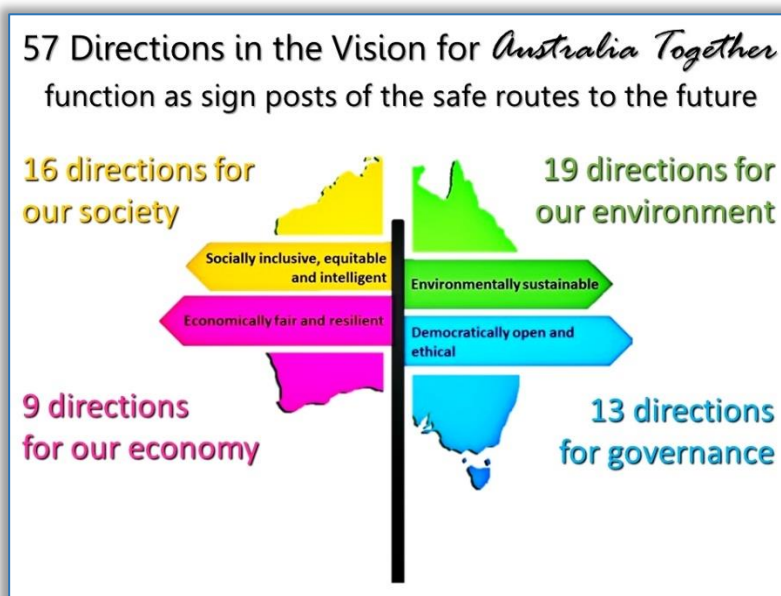 57 Directions in the Vision for Australia Together
function as sign posts of the safe routes to the future
16 directions for
our society
19 directions for
our environment
Socially inclusive, equitable
and intelligent
Environmentally sustainable
Economically fair and resilient
Democratically open and
ethical
9 directions
for our economy
13 directions
for governance